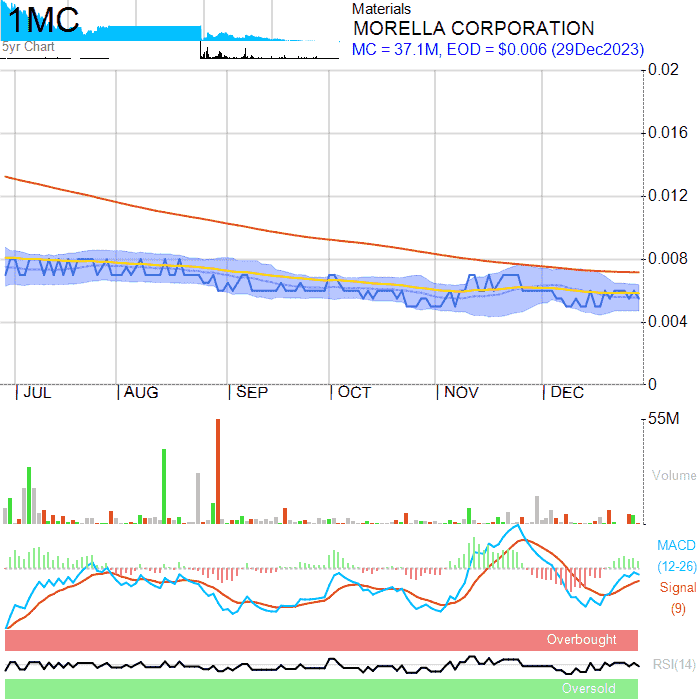 1MC
5yr Chart
Materials
MORELLA CORPORATION
MC = 37.1M, EOD = $0.006 (29Dec2023)
0.02
0.016
0.012
0.008
0.004
0
JUL AUG SEP OCT NOV DEC
55M
Volume
MACD
(12-26)
Signal
(9)
Overbought
RSI(14)
Oversold